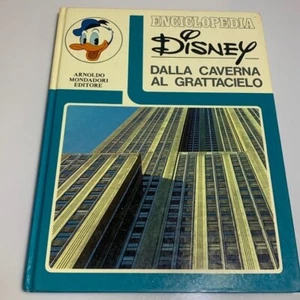 ENCICLOPEDIA
Disney
DALLA CAVERNA
AL GRATTACIELO
ARNOLDO
MONDADORI
EDITORE